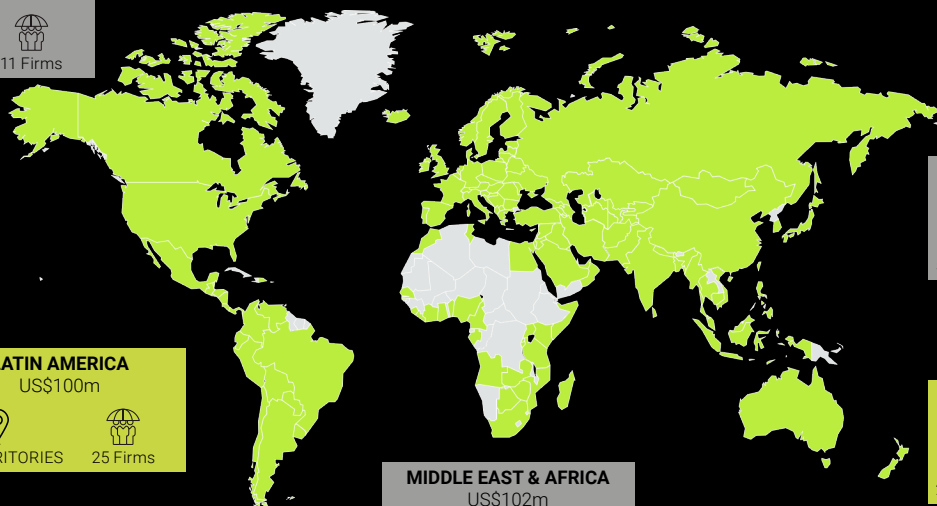 11 Firms
LATIN AMERICA
US$100m
RITORIES 25 Firms
MIDDLE EAST & AFRICA
US$102m